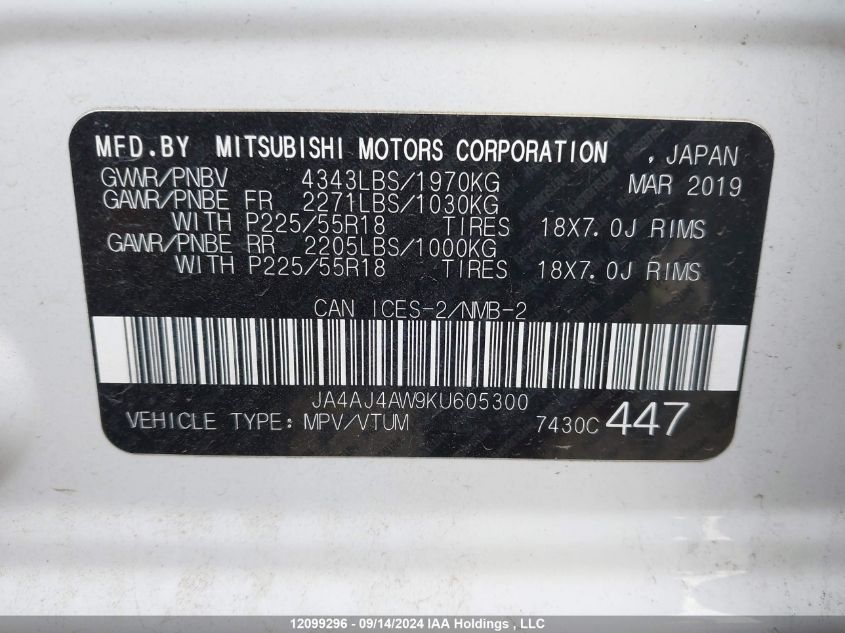 MFD.BY MITSUBISHI MOTORS CORPORATION , JAPAN
GVWR/PNBV 4343LBS/1970KG MAR 2019
GAWR/PNBE FR 2271LBS/1030KG
WITH P225/55R18 TIRES 18X7.0J RIMS
GAWR/PNBE RR 2205LBS/1000KG
WITH P225/55R18 TIRES 18X7.0J RIMS
CAN ICES-2/NMB-2
JA4AJ4AW9KU605300
VEHICLE TYPE: MPV/VTUM 7430C 447
12099296 - 09/14/2024 IAA Holdings , LLC